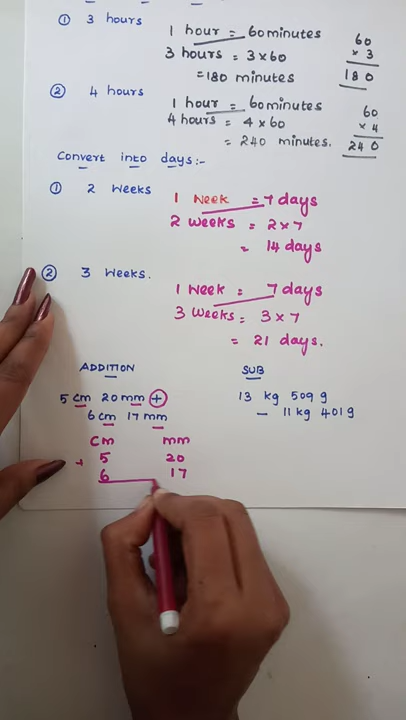 ① 3 hours
1 hour = 60 minutes
3 hours = 3 × 60
= 180 minutes
60
× 3
180
② 4 hours
1 hour = 60 minutes
4 hours = 4 × 60
= 240 minutes.
60
× 4
240
Convert into days:-
① 2 Weeks
1 Week = 7 days
2 Weeks = 2 × 7
= 14 days
② 3 Weeks.
1 Week = 7 days
3 Weeks = 3 × 7
= 21 days.
ADDITION
5 cm 20 mm +
6 cm 17 mm
Cm mm
5 20
+ 6 17
SUB
13 kg 509 g
- 11 kg 401 g